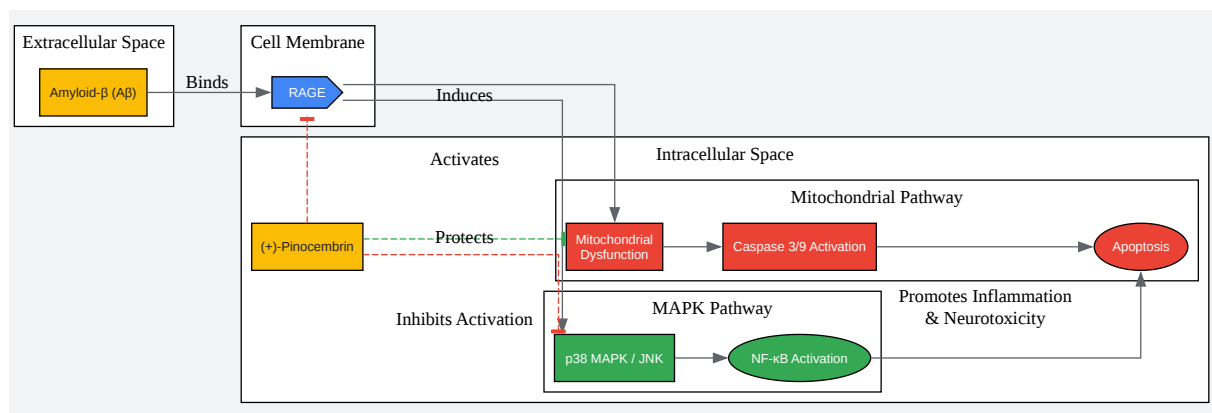 Extracellular Space
Cell Membrane
Amyloid-β (Aβ)
Binds
RAGE
Induces
Activates
Intracellular Space
Mitochondrial Pathway
(+)-Pinocembrin
Protects
Mitochondrial
Dysfunction
Caspase 3/9 Activation
Apoptosis
Inhibits Activation
MAPK Pathway
Promotes Inflammation
& Neurotoxicity
p38 MAPK / JNK
NF-κB Activation